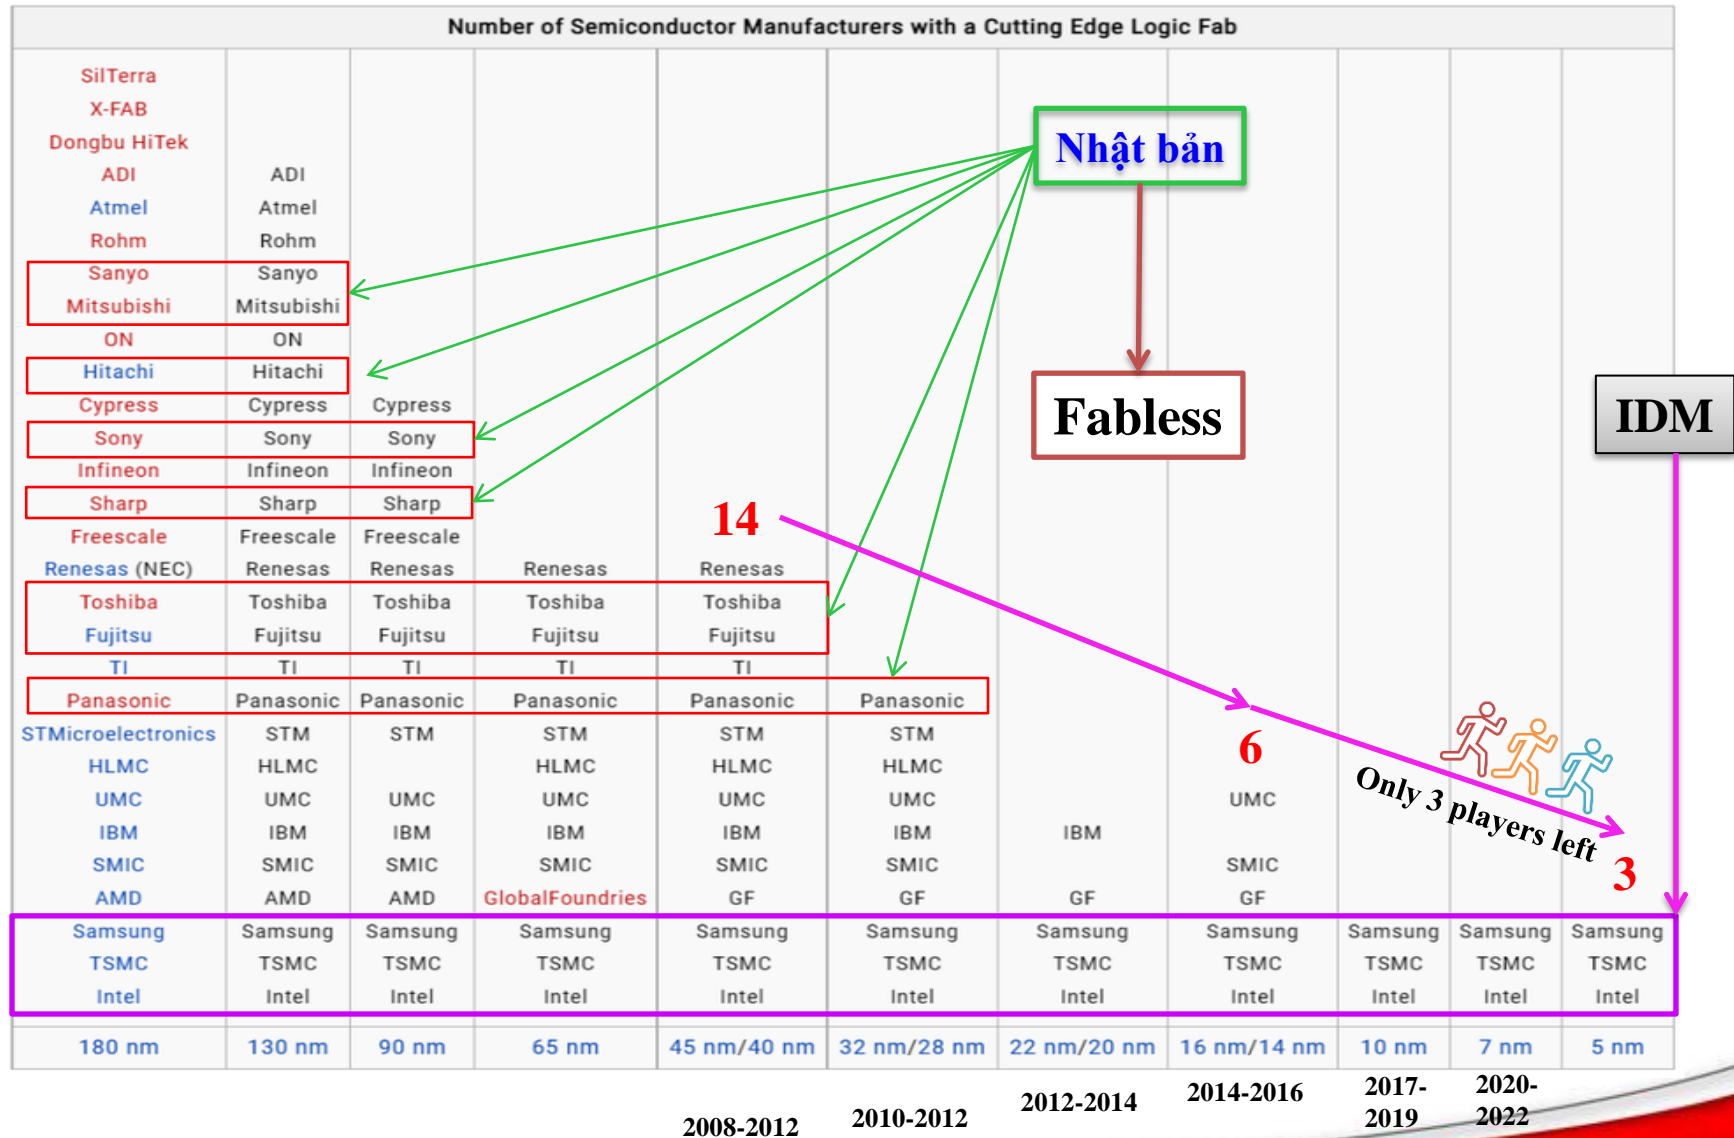 Number of Semiconductor Manufacturers with a Cutting Edge Logic Fab
SilTerra
X-FAB
Dongbu HiTek
ADI ADI
Atmel Atmel
Rohm Rohm
Sanyo Sanyo
Mitsubishi Mitsubishi
ON ON
Hitachi Hitachi
Cypress Cypress Cypress
Sony Sony Sony
Infineon Infineon Infineon
Sharp Sharp Sharp
Freescale Freescale Freescale
Renesas (NEC) Renesas Renesas Renesas Renesas
Toshiba Toshiba Toshiba Toshiba Toshiba
Fujitsu Fujitsu Fujitsu Fujitsu Fujitsu
TI TI TI TI TI
Panasonic Panasonic Panasonic Panasonic Panasonic Panasonic
STMicroelectronics STM STM STM STM STM
HLMC HLMC HLMC HLMC HLMC
UMC UMC UMC UMC UMC UMC UMC
IBM IBM IBM IBM IBM IBM IBM
SMIC SMIC SMIC SMIC SMIC SMIC SMIC
AMD AMD AMD GlobalFoundries GF GF GF GF
Samsung Samsung Samsung Samsung Samsung Samsung Samsung Samsung Samsung Samsung Samsung
TSMC TSMC TSMC TSMC TSMC TSMC TSMC TSMC TSMC TSMC TSMC
Intel Intel Intel Intel Intel Intel Intel Intel Intel Intel Intel
180 nm 130 nm 90 nm 65 nm 45 nm/40 nm 32 nm/28 nm 22 nm/20 nm 16 nm/14 nm 10 nm 7 nm 5 nm
2008-2012
2010-2012
2012-2014
2014-2016
2017-
2019
2020-
2022
Nhật bản
Fabless
IDM
14
6
Only 3 players left
3